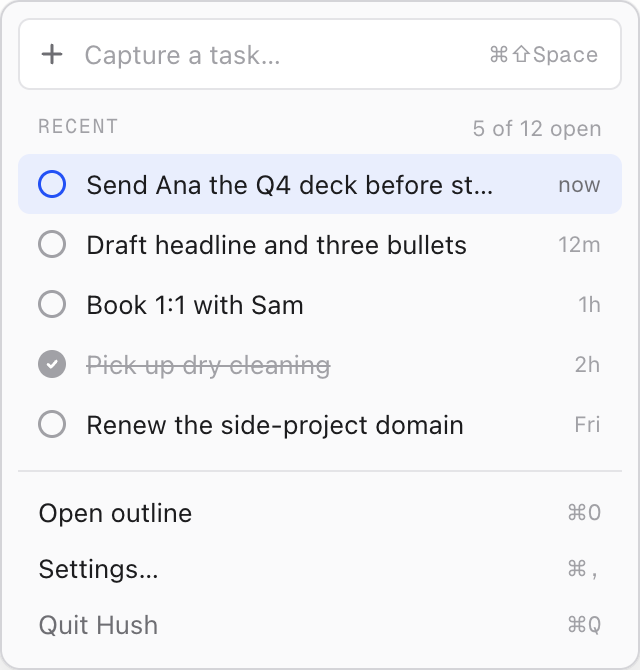 Capture a task... ⌘⇧Space
RECENT 5 of 12 open
Send Ana the Q4 deck before st... now
Draft headline and three bullets 12m
Book 1:1 with Sam 1h
Pick up dry cleaning 2h
Renew the side-project domain Fri
Open outline ⌘O
Settings... ⌘,
Quit Hush ⌘Q